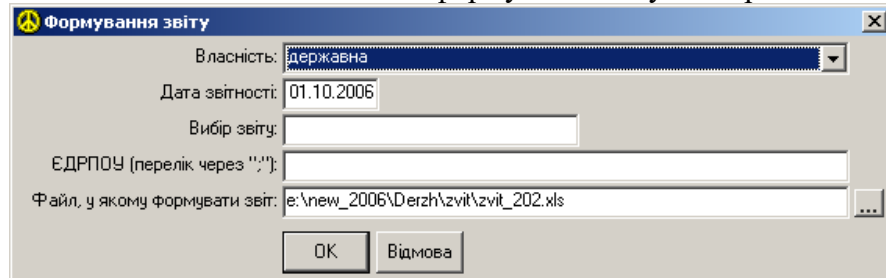 Формування звіту
Власність: державна
Дата звітності: 01.10.2006
Вибір звіту:
ЄДРПОУ (перелік через ";"):
Файл, у якому формувати звіт: e:\new_2006\Derzh\zvit\zvit_202.xls ...
OK Відмова